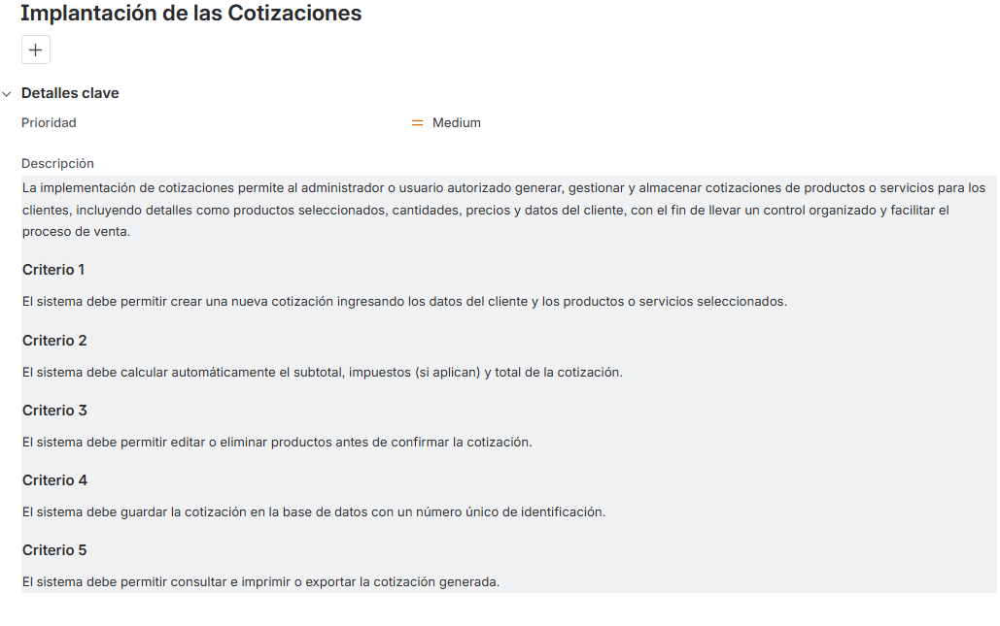 Implantación de las Cotizaciones
Detalles clave
Prioridad
Medium
Descripción
La implementación de cotizaciones permite al administrador o usuario autorizado generar, gestionar y almacenar cotizaciones de productos o servicios para los
clientes, incluyendo detalles como productos seleccionados, cantidades, precios y datos del cliente, con el fin de llevar un control organizado y facilitar el
proceso de venta.
Criterio 1
El sistema debe permitir crear una nueva cotización ingresando los datos del cliente y los productos o servicios seleccionados.
Criterio 2
El sistema debe calcular automáticamente el subtotal, impuestos (si aplican) y total de la cotización.
Criterio 3
El sistema debe permitir editar o eliminar productos antes de confirmar la cotización.
Criterio 4
El sistema debe guardar la cotización en la base de datos con un número único de identificación.
Criterio 5
El sistema debe permitir consultar e imprimir o exportar la cotización generada.